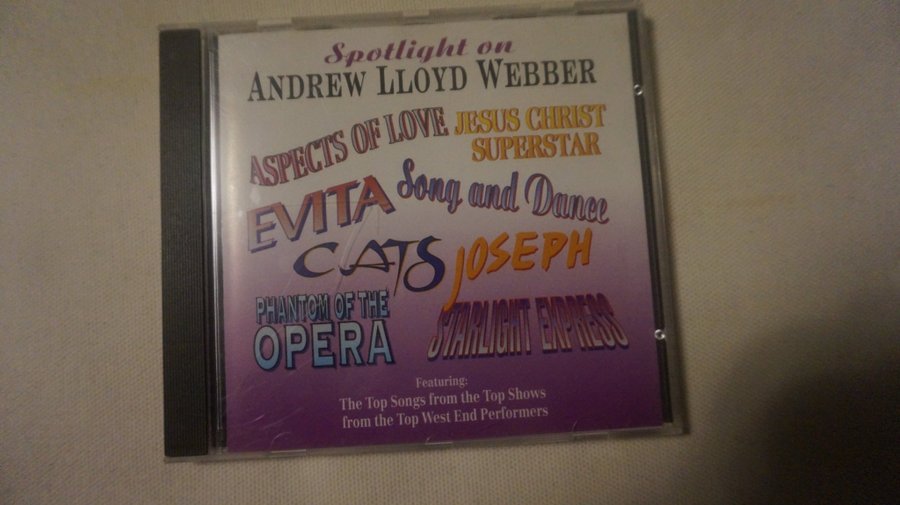 Spotlight on
ANDREW LLOYD WEBBER
ASPECTS OF LOVE
JESUS CHRIST
SUPERSTAR
EVITA
Song and Dance
CATS
JOSEPH
PHANTOM OF THE
OPERA
STARLIGHT EXPRESS
Featuring:
The Top Songs from the Top Shows
from the Top West End Performers